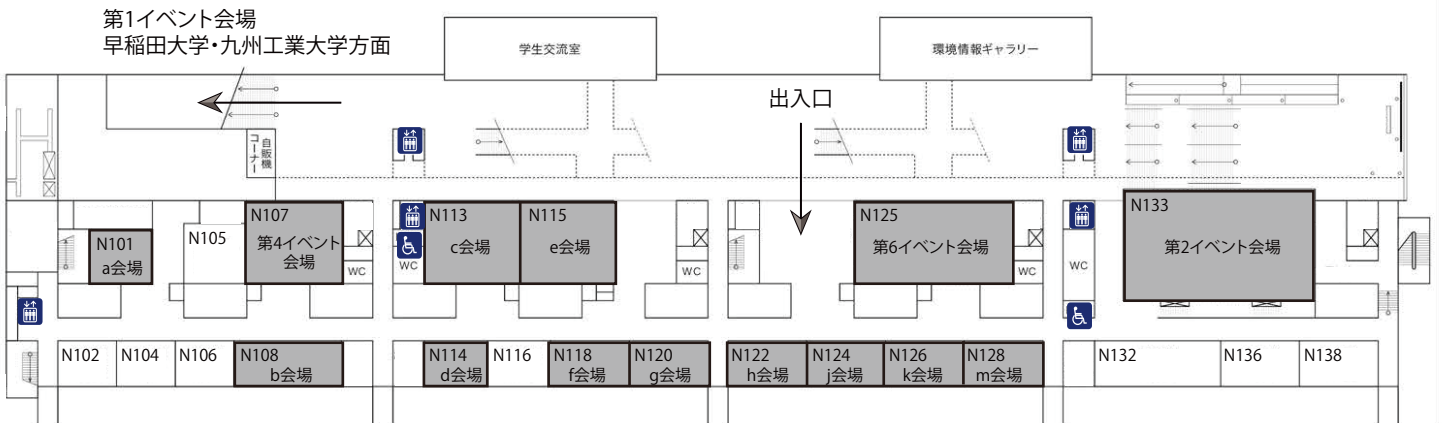 第1イベント会場
早稲田大学・九州工業大学方面
学生交流室
環境情報ギャラリー
出入口
自販機
コーナー
N101
a会場
N105
N107
第4イベント
会場
WC
N113
c会場
N115
e会場
WC
WC
N125
第6イベント会場
WC
WC
N133
第2イベント会場
N102
N104
N106
N108
b会場
N114
d会場
N116
N118
f会場
N120
g会場
N122
h会場
N124
j会場
N126
k会場
N128
m会場
N132
N136
N138